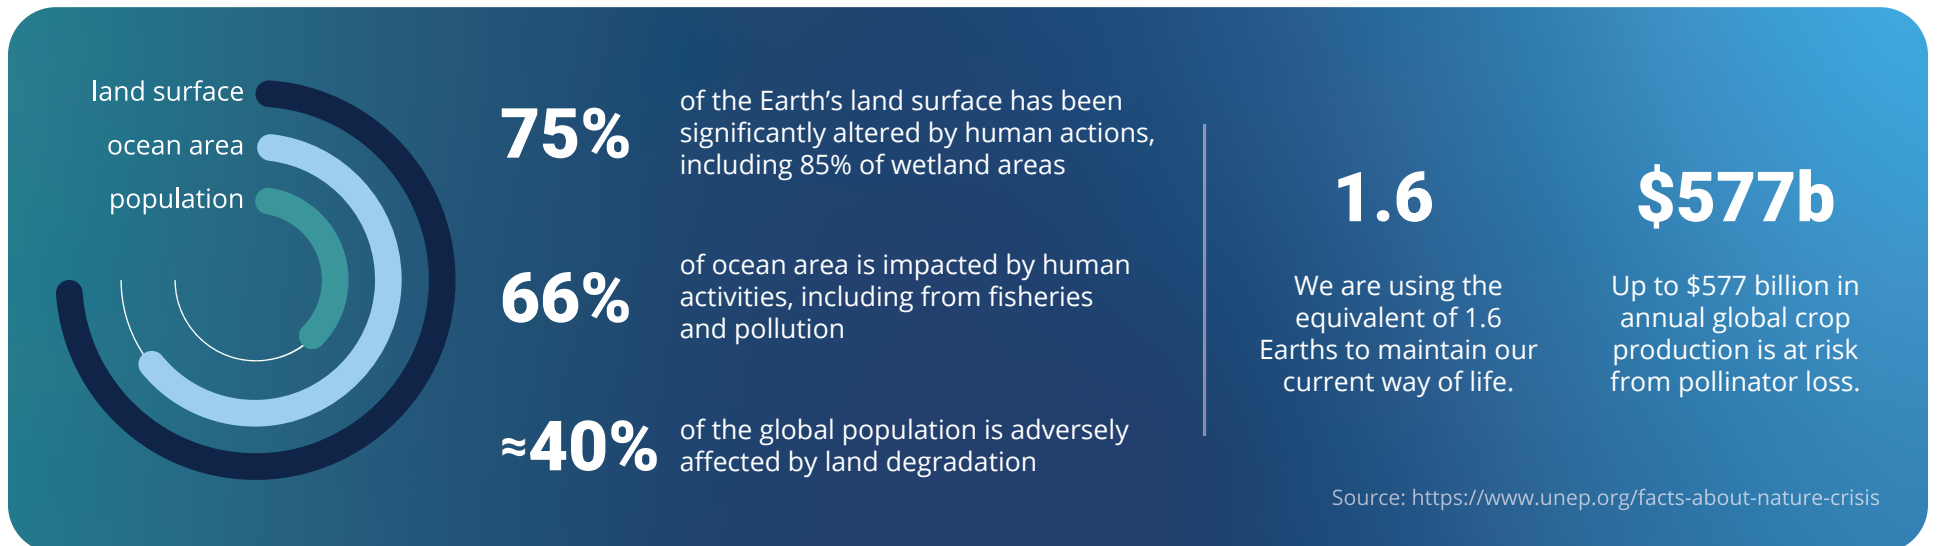 land surface
ocean area
population
75%
of the Earth’s land surface has been
significantly altered by human actions,
including 85% of wetland areas
66%
of ocean area is impacted by human
activities, including from fisheries
and pollution
≈40%
of the global population is adversely
affected by land degradation
1.6
We are using the
equivalent of 1.6
Earths to maintain our
current way of life.
$577b
Up to $577 billion in
annual global crop
production is at risk
from pollinator loss.
Source: https://www.unep.org/facts-about-nature-crisis